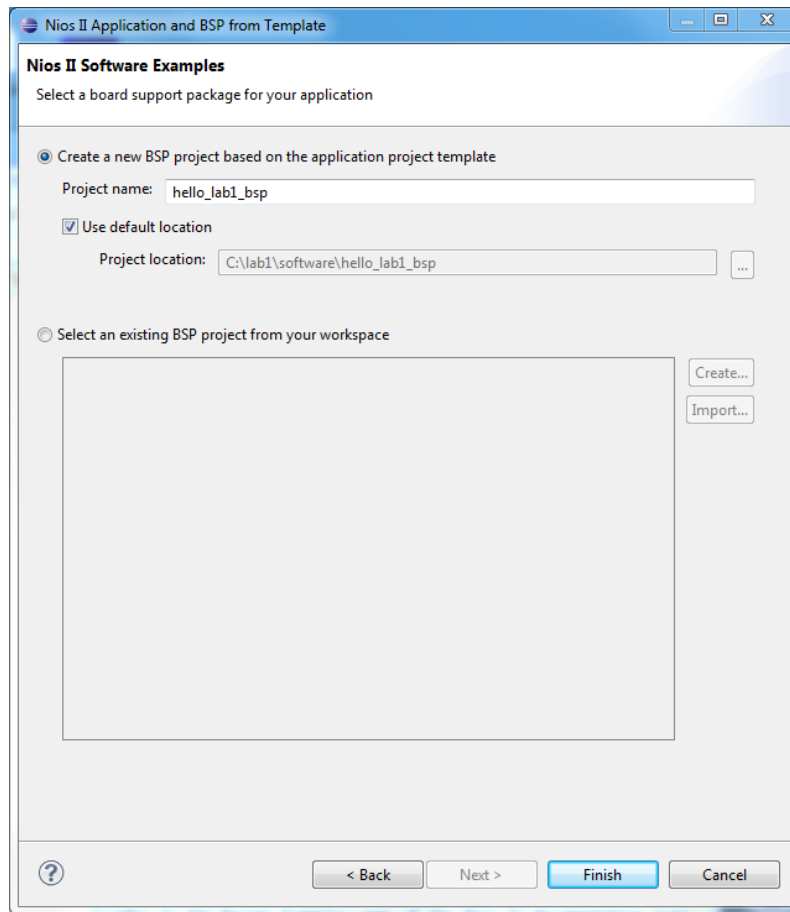 Nios II Application and BSP from Template
Nios II Software Examples
Select a board support package for your application
Create a new BSP project based on the application project template
Project name: hello_lab1_bsp
Use default location
Project location: C:\lab1\software\hello_lab1_bsp ...
Select an existing BSP project from your workspace
Create...
Import...
? < Back Next > Finish Cancel